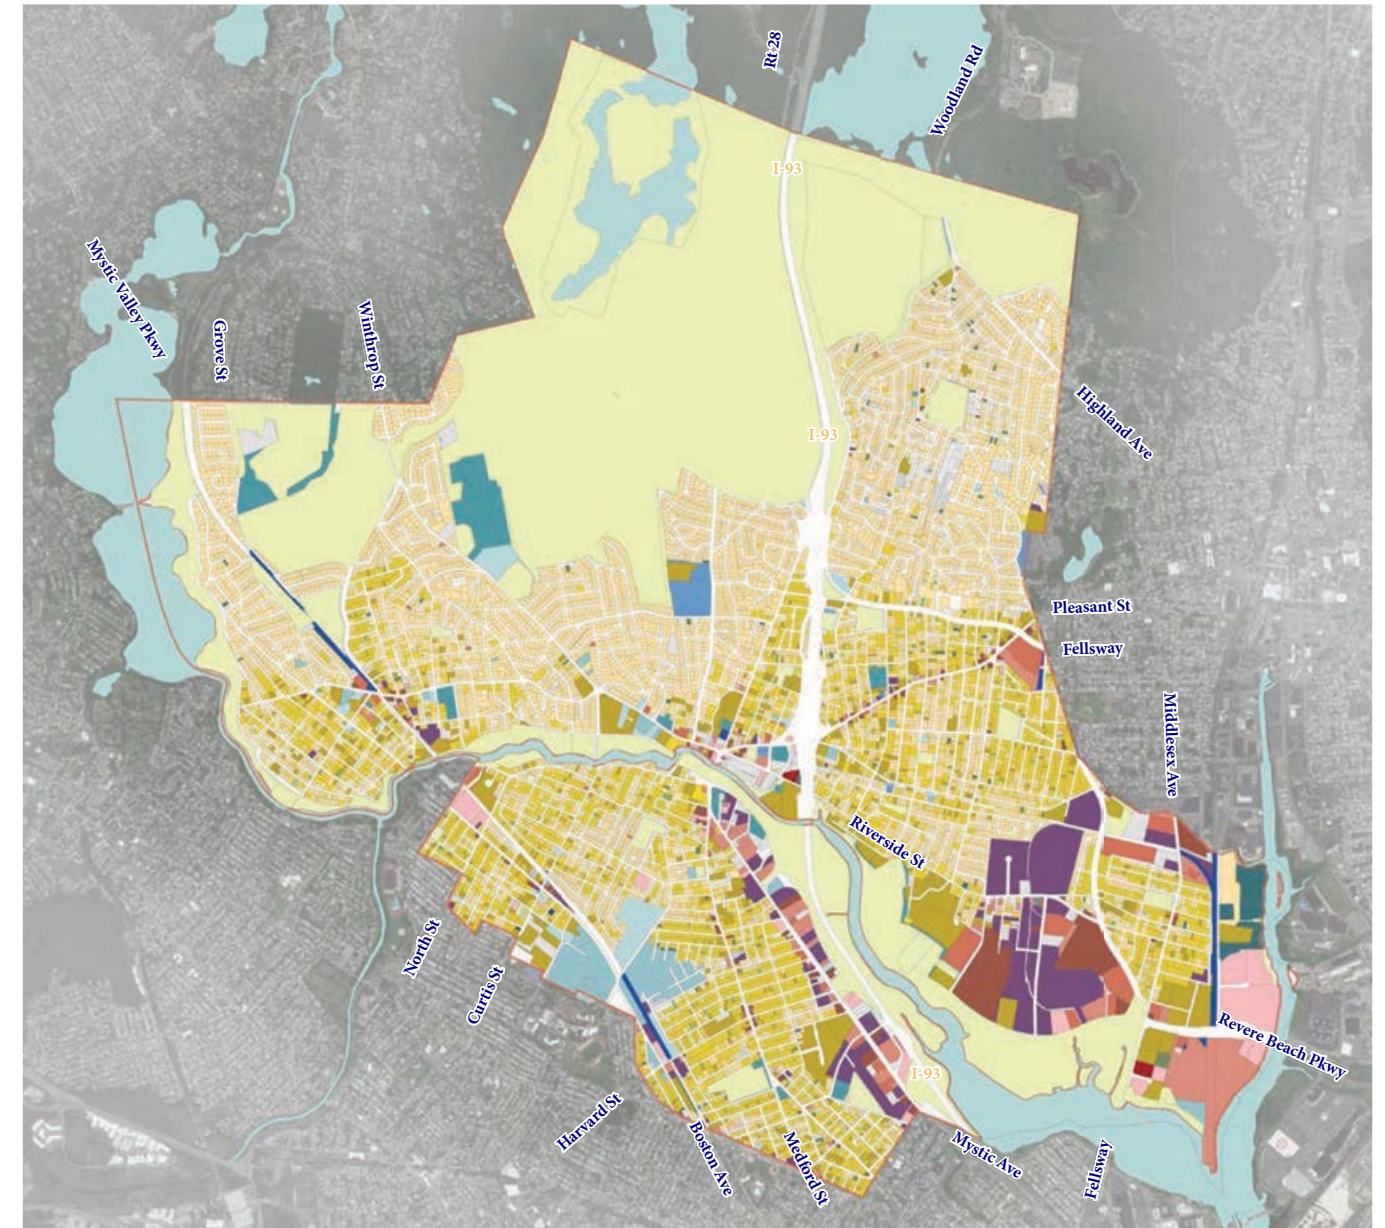 Rt 28
Woodland Rd
I-93
Mystic Valley Pkwy
Grove St
Winthrop St
Highland Ave
I-93
Pleasant St
Fellsway
Middlesex Ave
Riverside St
North St
Curtis St
Revere Beach Pkwy
I-93
Harvard St
Boston Ave
Medford St
Mystic Ave
Fellsway